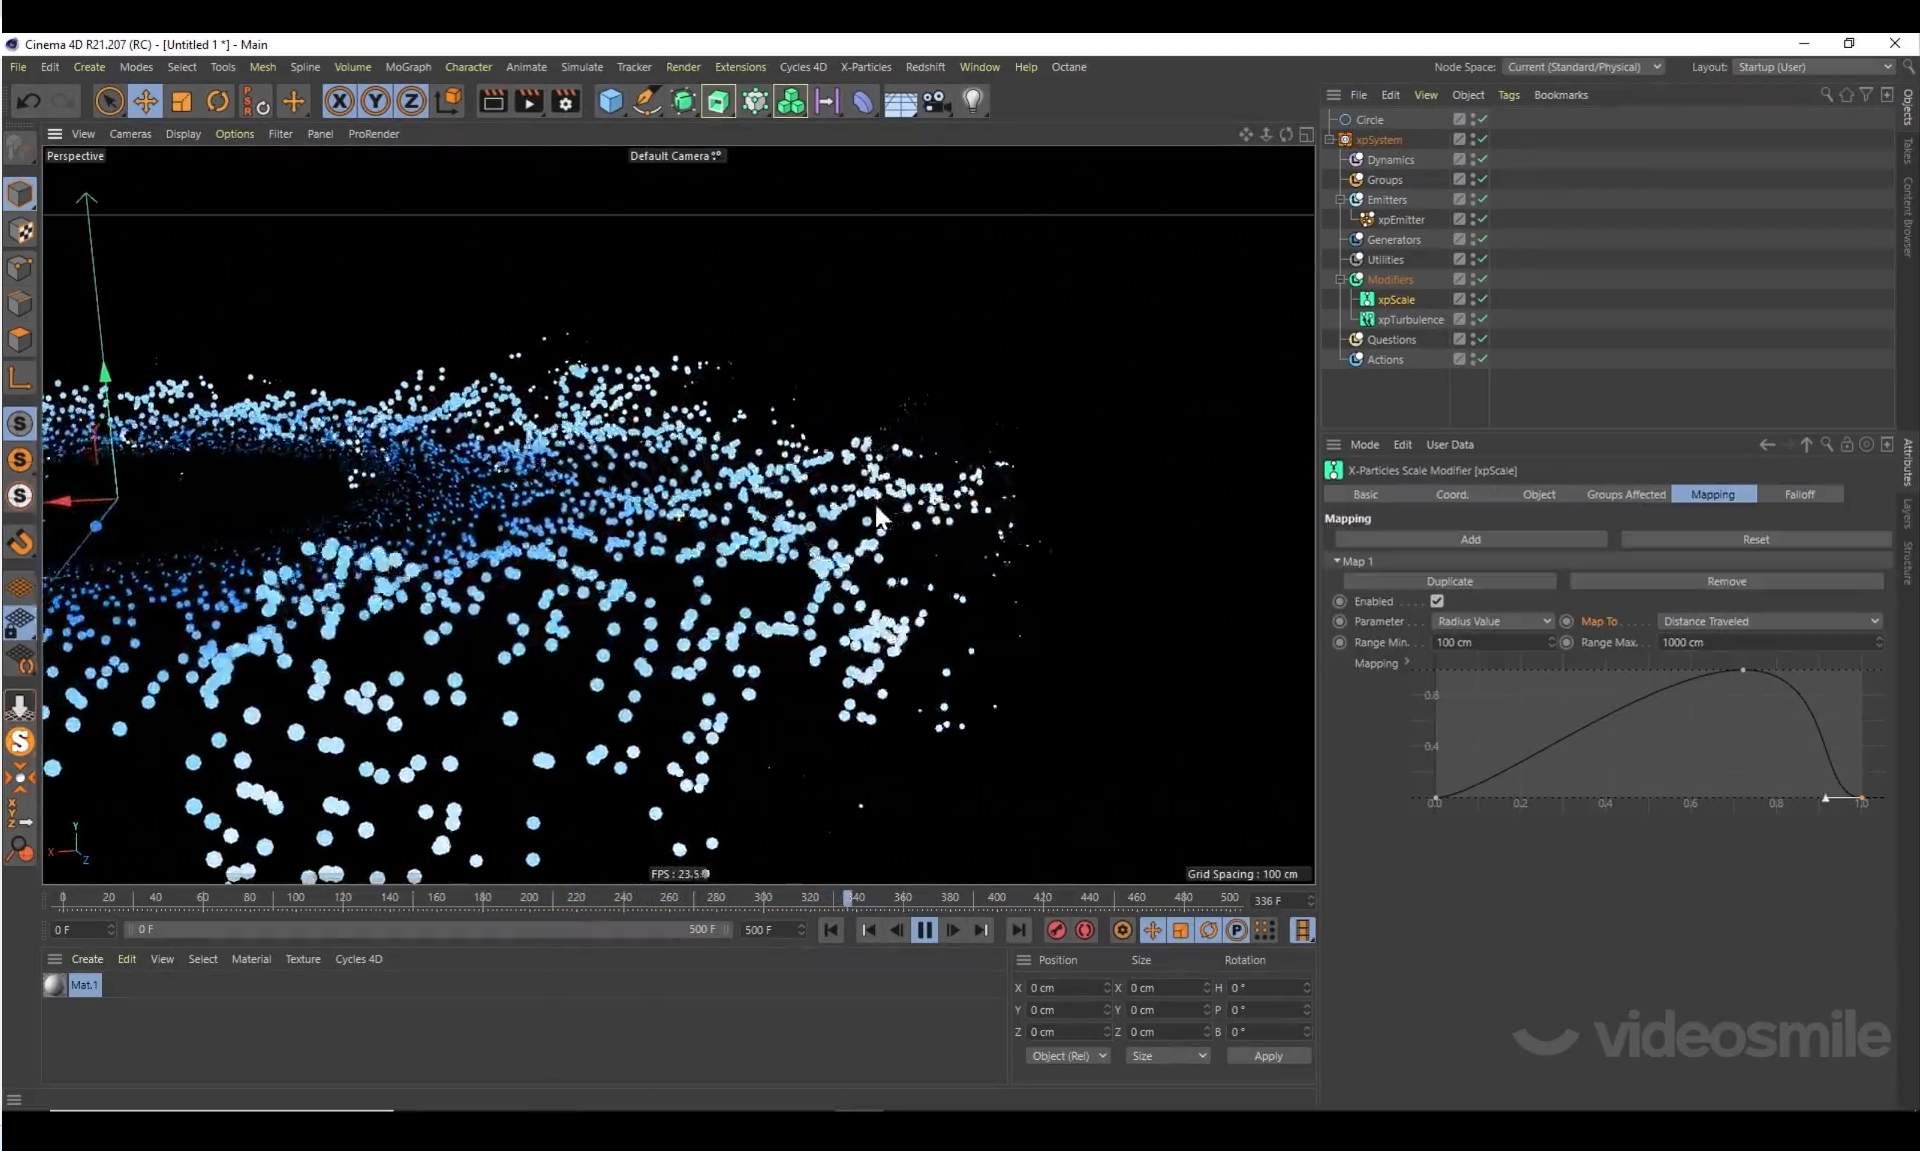 Cinema 4D R21.207 (RC) - [Untitled 1 *] - Main
File Edit Create Modes Select Tools Mesh Spline Volume MoGraph Character Animate Simulate Tracker Render Extensions Cycles 4D X-Particles Redshift Window Help Octane Node Space: Current (Standard/Physical) Layout: Startup (User)
P S R X Y Z
File Edit View Object Tags Bookmarks
View Cameras Display Options Filter Panel ProRender
Perspective Default Camera
Circle
xpSystem
Dynamics
Groups
Emitters
xpEmitter
Generators
Utilities
Modifiers
xpScale
xpTurbulence
Questions
Actions
Objects
Takes
Content Browser
Attributes
Layers
Structure
Mode Edit User Data
X-Particles Scale Modifier [xpScale]
Basic Coord. Object Groups Affected Mapping Falloff
Mapping
Add Reset
Map 1
Duplicate Remove
Enabled . . . .
Parameter . . Radius Value Map To . . . . . Distance Traveled
Range Min. . . 100 cm Range Max. . . 1000 cm
Mapping
0.8
0.4
0.0 0.2 0.4 0.6 0.8 1.0
Y
X
Z
FPS : 23.5 Grid Spacing : 100 cm
0 20 40 60 80 100 120 140 160 180 200 220 240 260 280 300 320 340 360 380 400 420 440 460 480 500 336 F
0 F 0 F 500 F 500 F
P
Create Edit View Select Material Texture Cycles 4D
Mat.1
Position Size Rotation
X 0 cm X 0 cm H 0 °
Y 0 cm Y 0 cm P 0 °
Z 0 cm Z 0 cm B 0 °
Object (Rel) Size Apply
videosmile